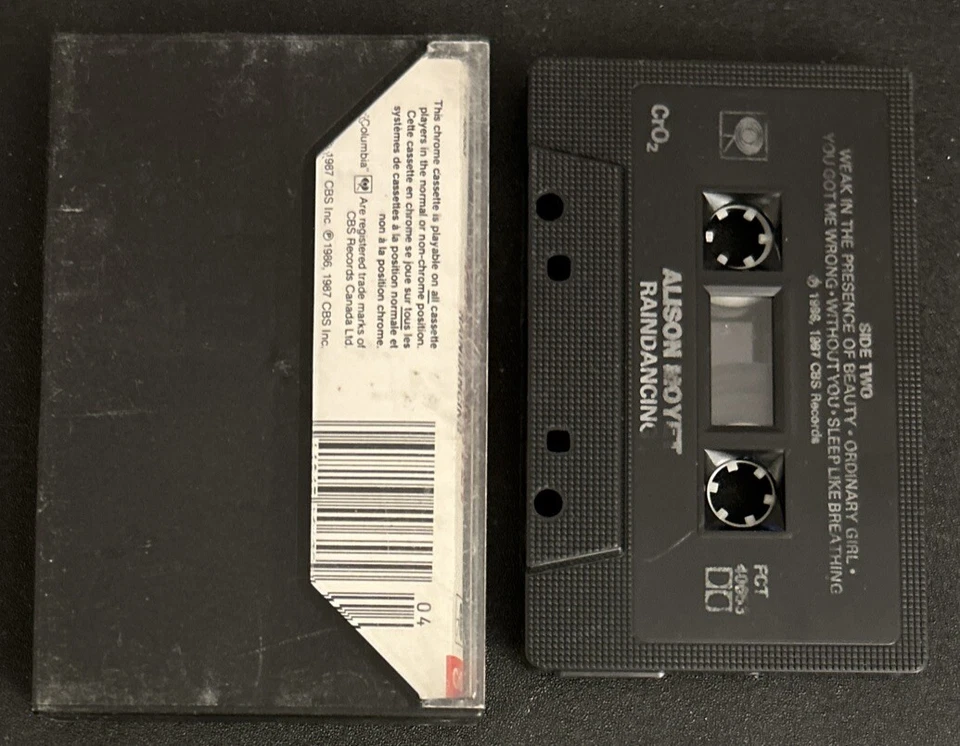 This chrome cassette is playable on all cassette
players in the normal or non-chrome position.
Cette cassette en chrome se joue sur tous les
systèmes de cassettes à la position normale et
non à la position chrome.
Columbia" Are registered trade marks of
CBS Records Canada Ltd.
1987 CBS Inc. ℗ 1986, 1987 CBS Inc.
04
SIDE TWO
WEAK IN THE PRESENCE OF BEAUTY • ORDINARY GIRL •
YOU GOT ME WRONG • WITHOUT YOU • SLEEP LIKE BREATHING
℗ 1986, 1987 CBS Records
FCT
CrO₂
ALISON MOYET
RAINDANCING